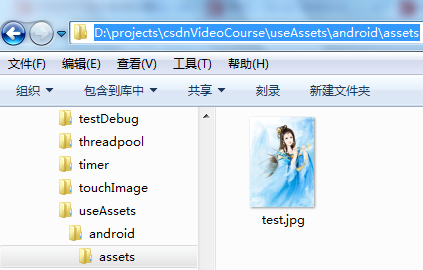 D:\projects\csdnVideoCourse\useAssets\android\assets
文件(F) 编辑(E) 查看(V) 工具(T) 帮助(H)
组织 包含到库中 共享 刻录 新建文件夹
testDebug
threadpool
timer
touchImage
useAssets
android
assets
test.jpg